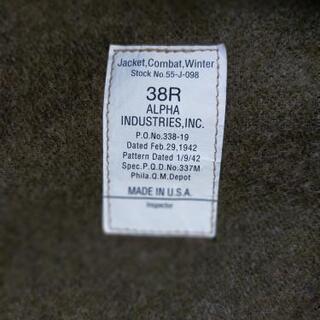 Jacket,Combat,Winter
Stock No.55-J-098
38R
ALPHA
INDUSTRIES,INC.
P.O.No.338-19
Dated Feb.29,1942
Pattern Dated 1/9/42
Spec.P.Q.D.No.337M
Phila.Q.M.Depot
MADE IN U.S.A.
Inspector